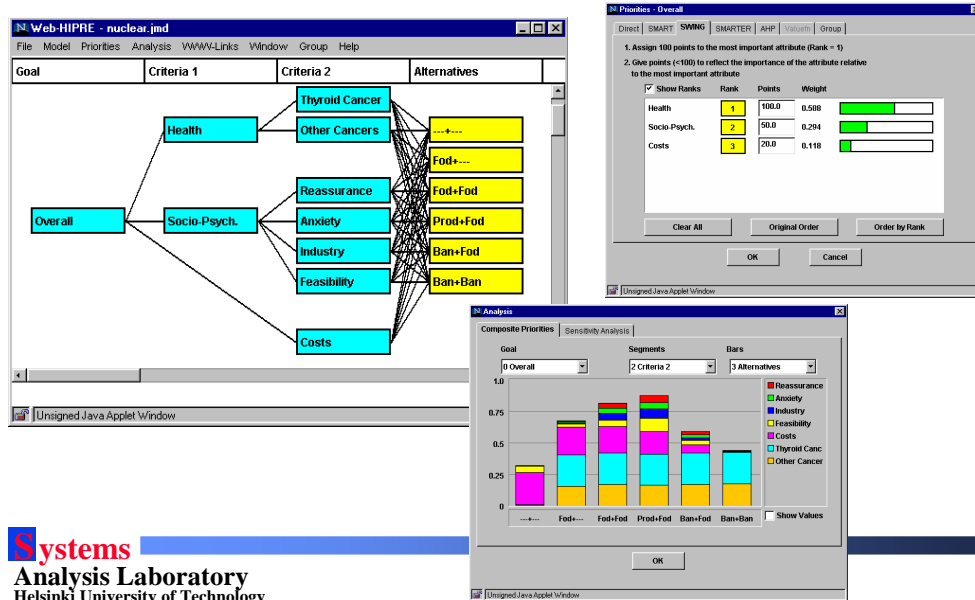 Web-HIPRE - nuclear.jmd
File Model Priorities Analysis WWW-Links Window Group Help
Goal Criteria 1 Criteria 2 Alternatives
Thyroid Cancer
Health Other Cancers ---+---
Fod+---
Reassurance Fod+Fod
Overall Socio-Psych. Anxiety Prod+Fod
Industry Ban+Fod
Feasibility Ban+Ban
Costs
Unsigned Java Applet Window
Priorities - Overall
Direct SMART SWING SMARTER AHP Valuefn Group
1. Assign 100 points to the most important attribute (Rank = 1)
2. Give points (<100) to reflect the importance of the attribute relative
to the most important attribute
Show Ranks Rank Points Weight
Health 1 100.0 0.588
Socio-Psych. 2 50.0 0.294
Costs 3 20.0 0.118
Clear All Original Order Order by Rank
OK Cancel
Unsigned Java Applet Window
Analysis
Composite Priorities Sensitivity Analysis
Goal Segments Bars
0 Overall 2 Criteria 2 3 Alternatives
1.0
0.75
0.5
0.25
0
---+--- Fod+--- Fod+Fod Prod+Fod Ban+Fod Ban+Ban
Reassurance
Anxiety
Industry
Feasibility
Costs
Thyroid Canc
Other Cancer
Show Values
OK
Unsigned Java Applet Window
Systems
Analysis Laboratory
Helsinki University of Technology